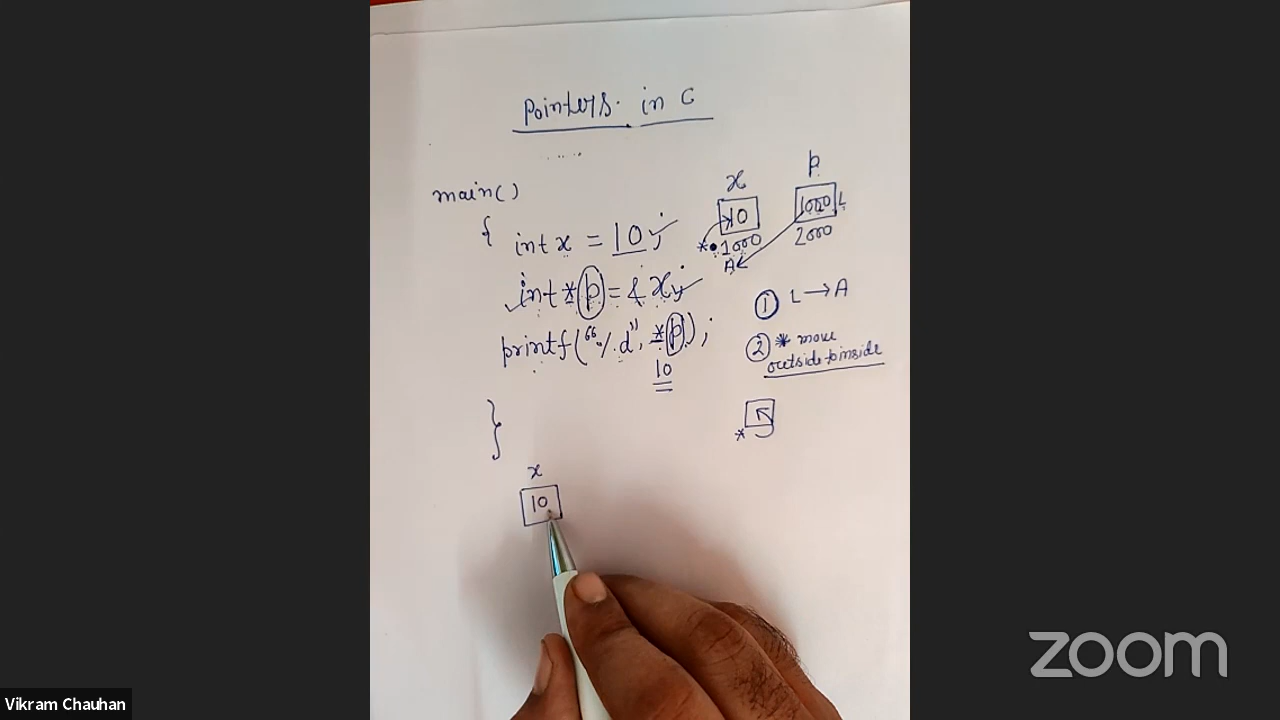 Pointers. in C
main()
x
p
{
int x = 10;
10
1000
L
*
1000
2000
A
int *p = & x;
① L → A
printf("%d", *p);
10
② * move
outside to inside
}
*
x
10
zoom
Vikram Chauhan